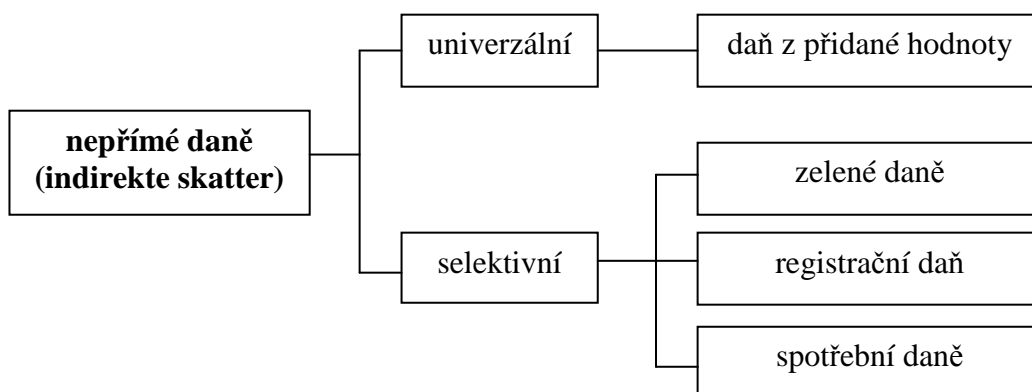 univerzální
daň z přidané hodnoty
nepřímé daně
(indirekte skatter)
zelené daně
selektivní
registrační daň
spotřební daně